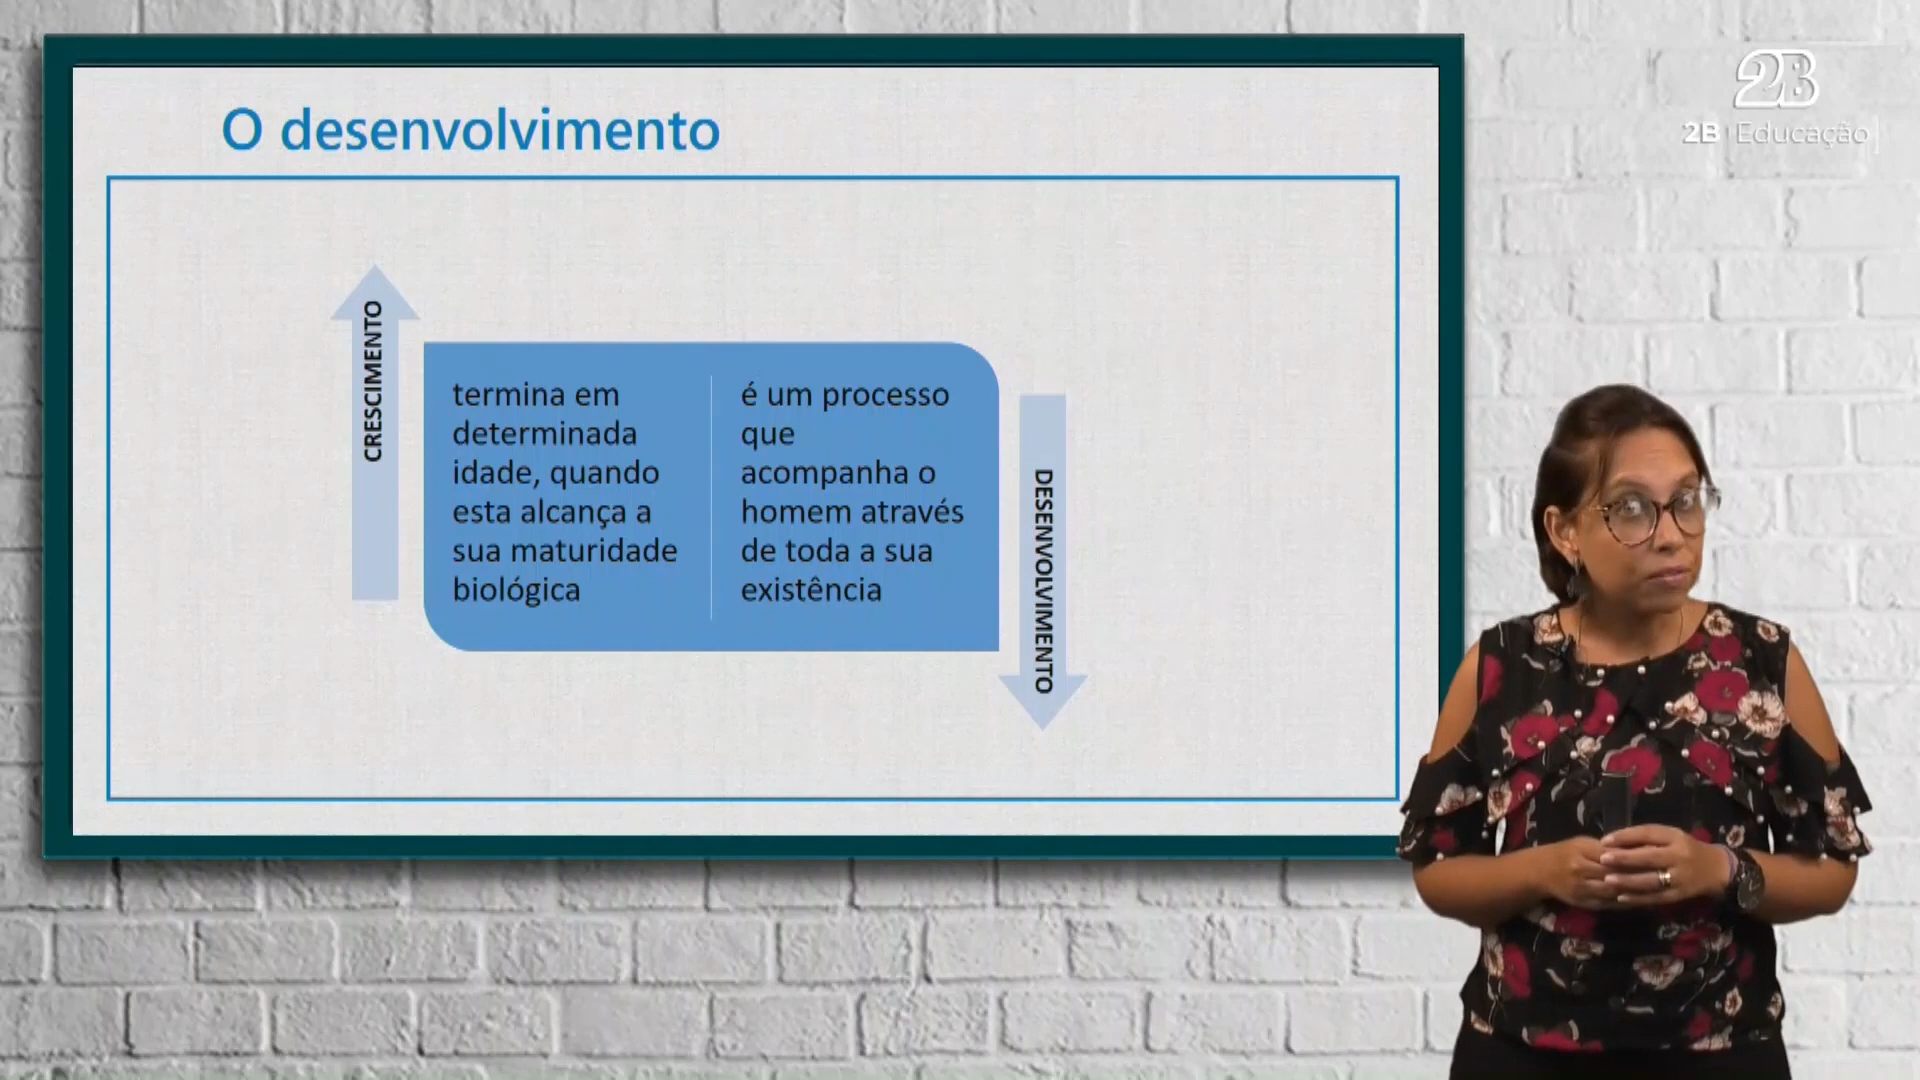 O desenvolvimento
CRESCIMENTO
termina em
determinada
idade, quando
esta alcança a
sua maturidade
biológica
é um processo
que
acompanha o
homem através
de toda a sua
existência
DESENVOLVIMENTO
2B
2B Educação